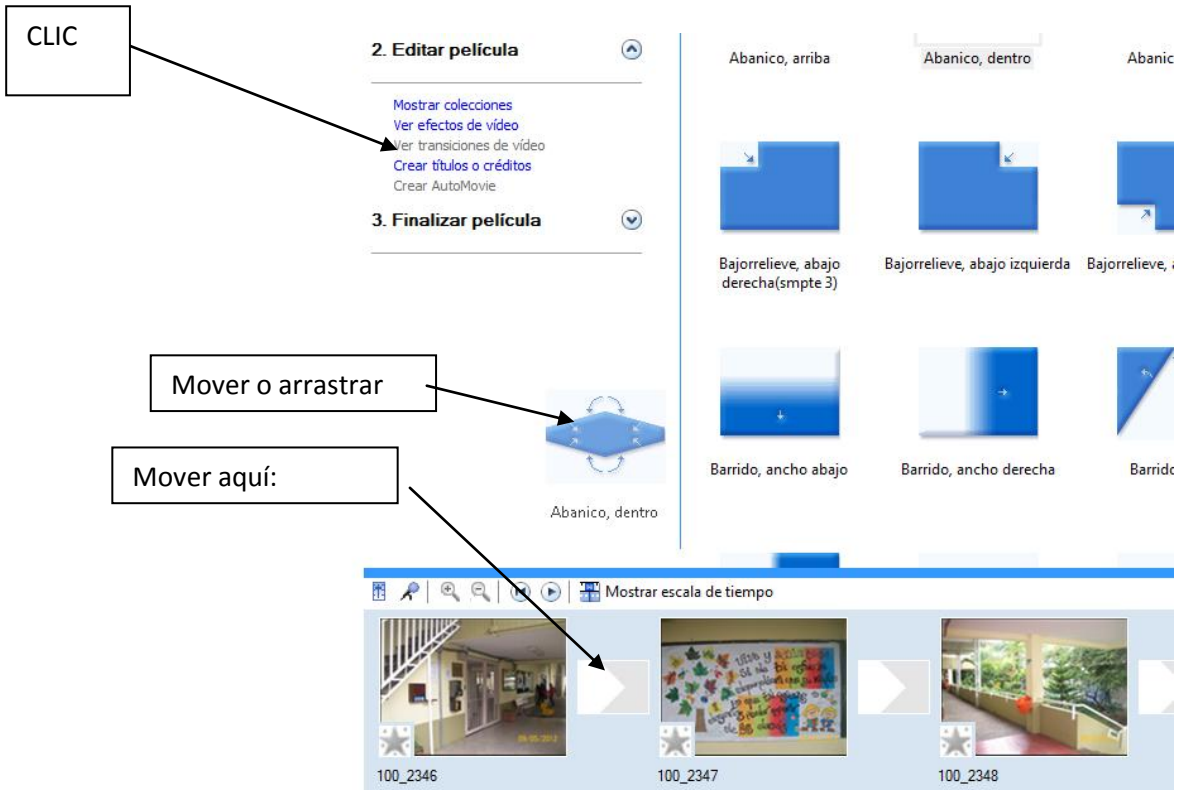 CLIC
2. Editar película
Mostrar colecciones
Ver efectos de vídeo
Ver transiciones de vídeo
Crear títulos o créditos
Crear AutoMovie
3. Finalizar película
Abanico, arriba
Abanico, dentro
Abanic
Bajorrelieve, abajo
derecha(smpte 3)
Bajorrelieve, abajo izquierda
Bajorrelieve,
Barrido, ancho abajo
Barrido, ancho derecha
Barrido
Mover o arrastrar
Mover aquí:
Abanico, dentro
Mostrar escala de tiempo
100_2346
100_2347
100_2348